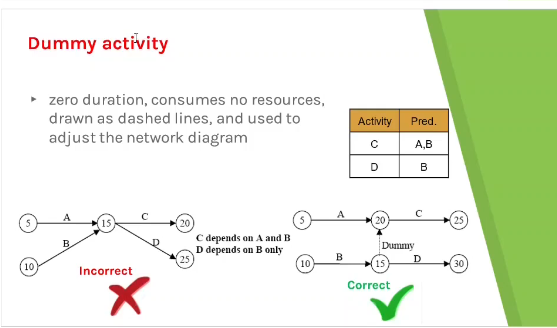 Dummy activity
▸ zero duration, consumes no resources,
drawn as dashed lines, and used to
adjust the network diagram
Activity Pred.
C A,B
D B
5 A 15 C 20
B D
10 25
C depends on A and B
D depends on B only
Incorrect
5 A 20 C 25
Dummy
10 B 15 D 30
Correct